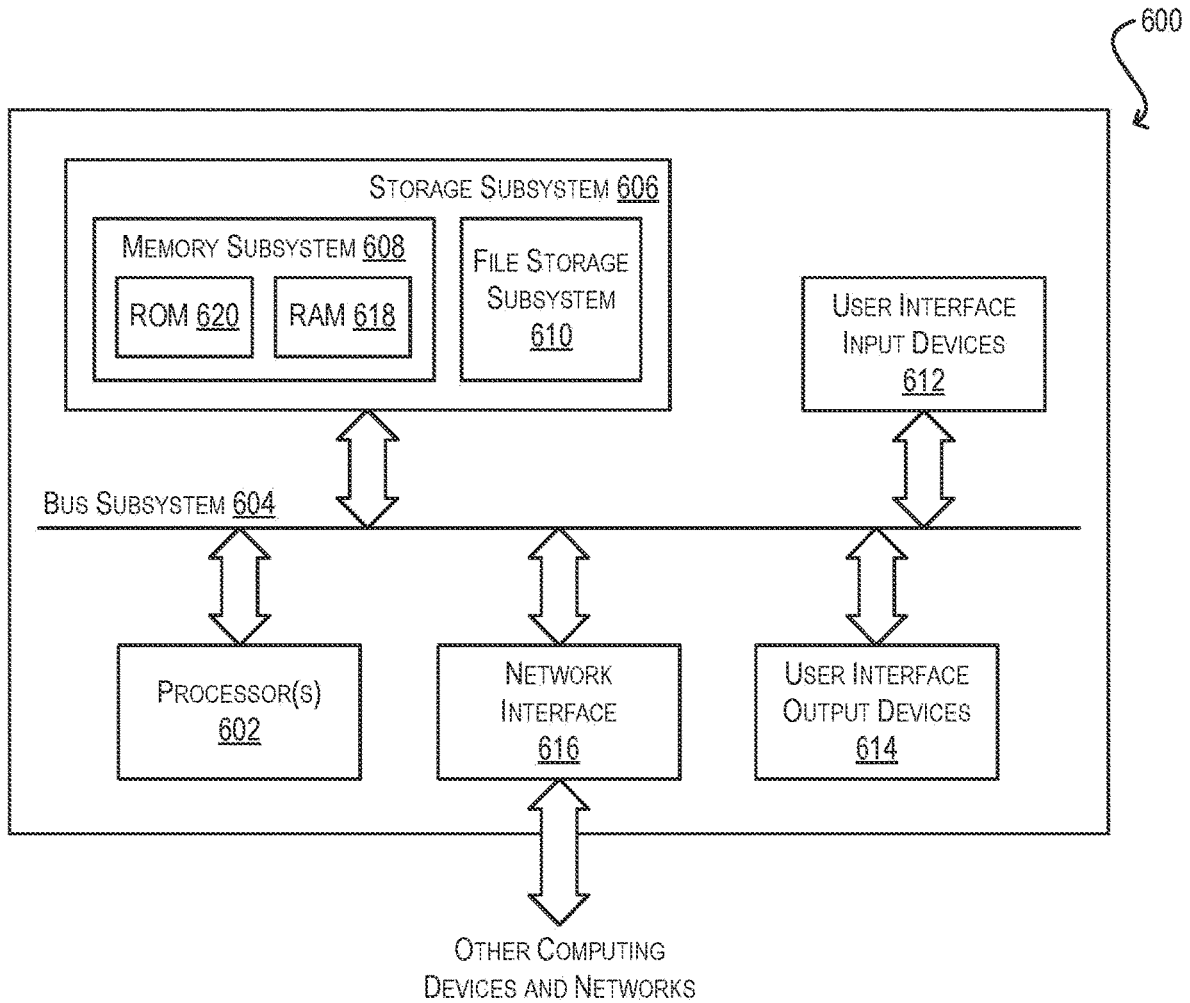 600
STORAGE SUBSYSTEM 606
MEMORY SUBSYSTEM 608
ROM 620
RAM 618
FILE STORAGE
SUBSYSTEM
610
USER INTERFACE
INPUT DEVICES
612
BUS SUBSYSTEM 604
PROCESSOR(S)
602
NETWORK
INTERFACE
616
USER INTERFACE
OUTPUT DEVICES
614
OTHER COMPUTING
DEVICES AND NETWORKS